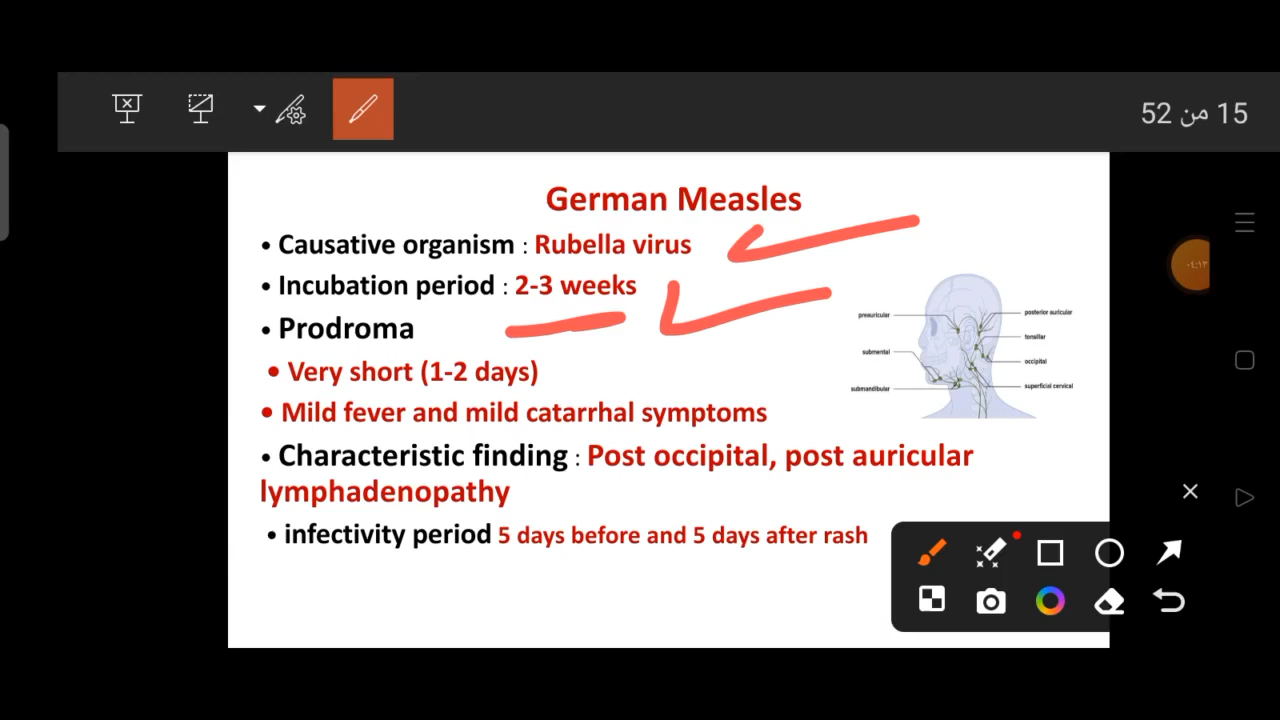 15 من 52
German Measles
• Causative organism : Rubella virus
• Incubation period : 2-3 weeks
• Prodroma
• Very short (1-2 days)
• Mild fever and mild catarrhal symptoms
• Characteristic finding : Post occipital, post auricular
lymphadenopathy
• infectivity period 5 days before and 5 days after rash
preauricular
submental
submandibular
posterior auricular
tonsillar
occipital
superficial cervical
٠٤:١٣